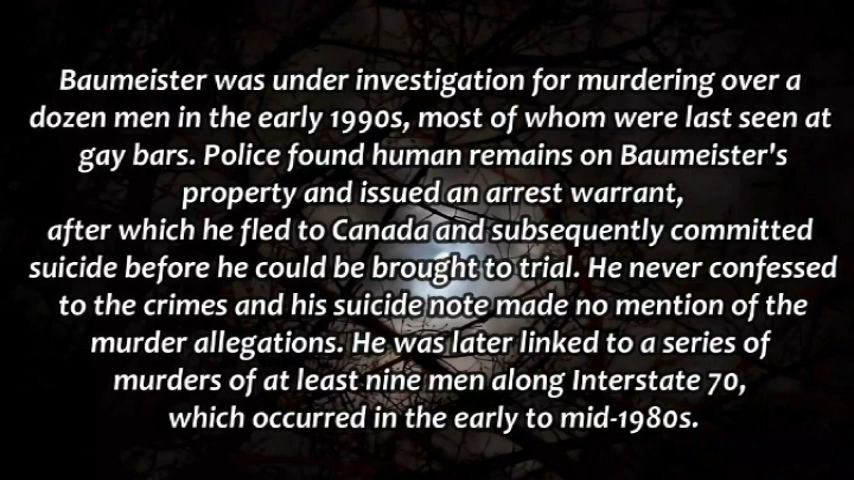 Baumeister was under investigation for murdering over a
dozen men in the early 1990s, most of whom were last seen at
gay bars. Police found human remains on Baumeister's
property and issued an arrest warrant,
after which he fled to Canada and subsequently committed
suicide before he could be brought to trial. He never confessed
to the crimes and his suicide note made no mention of the
murder allegations. He was later linked to a series of
murders of at least nine men along Interstate 70,
which occurred in the early to mid-1980s.